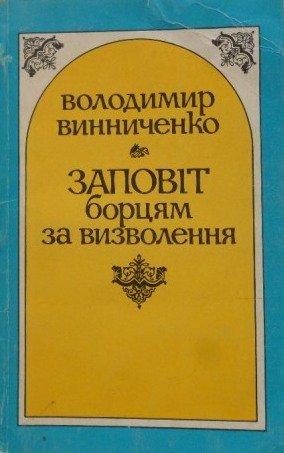 ВОЛОДИМИР
ВИННИЧЕНКО
ЗАПОВІТ
борцям
за визволення